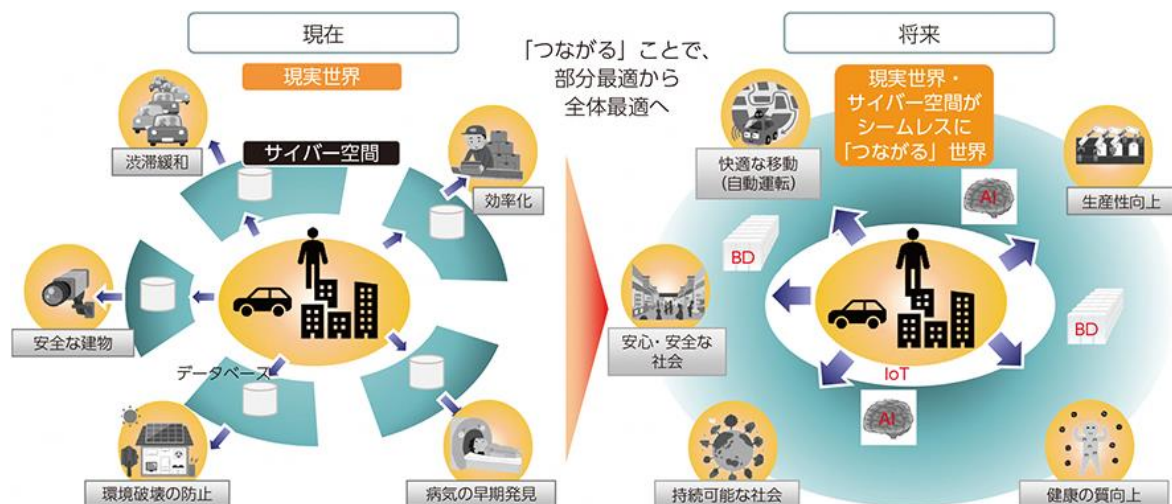 現在
現実世界
サイバー空間
渋滞緩和
効率化
安全な建物
データベース
環境破壊の防止
病気の早期発見
「つながる」ことで、
部分最適から
全体最適へ
将来
現実世界・
サイバー空間が
シームレスに
「つながる」世界
快適な移動
(自動運転)
AI
生産性向上
BD
BD
安心・安全な
社会
IoT
AI
持続可能な社会
健康の質向上